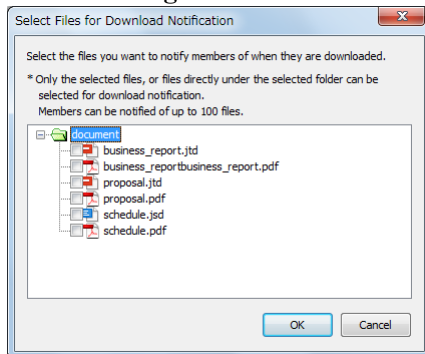 Select Files for Download Notification
Select the files you want to notify members of when they are downloaded.
* Only the selected files, or files directly under the selected folder can be
selected for download notification.
Members can be notified of up to 100 files.
document
business_report.jtd
business_reportbusiness_report.pdf
proposal.jtd
proposal.pdf
schedule.jsd
schedule.pdf
OK Cancel